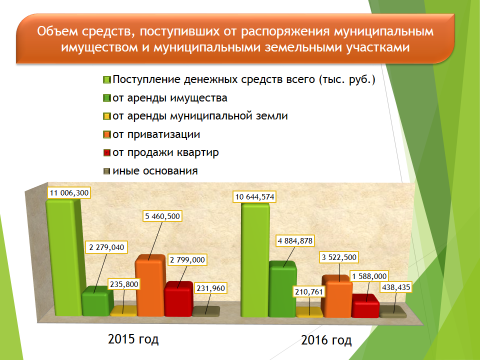 Объем средств, поступивших от распоряжения муниципальным
имуществом и муниципальными земельными участками
Поступление денежных средств всего (тыс. руб.)
от аренды имущества
от аренды муниципальной земли
от приватизации
от продажи квартир
иные основания
11 006,300
2 279,040
235,800
5 460,500
2 799,000
231,960
10 644,574
4 884,878
210,761
3 522,500
1 588,000
438,435
2015 год
2016 год